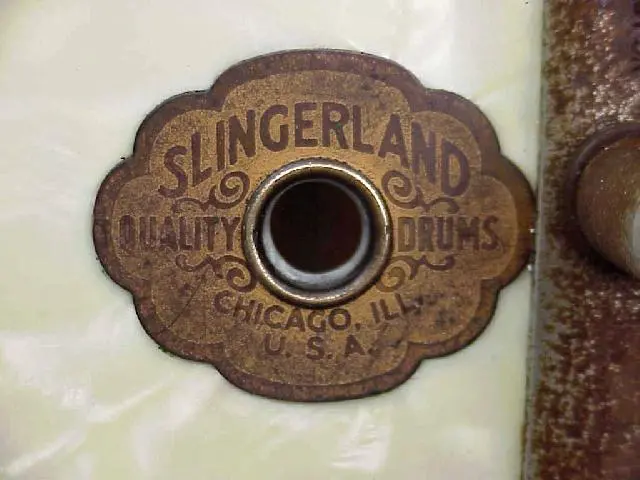 SLINGERLAND
QUALITY DRUMS
CHICAGO, ILL.
U. S. A.